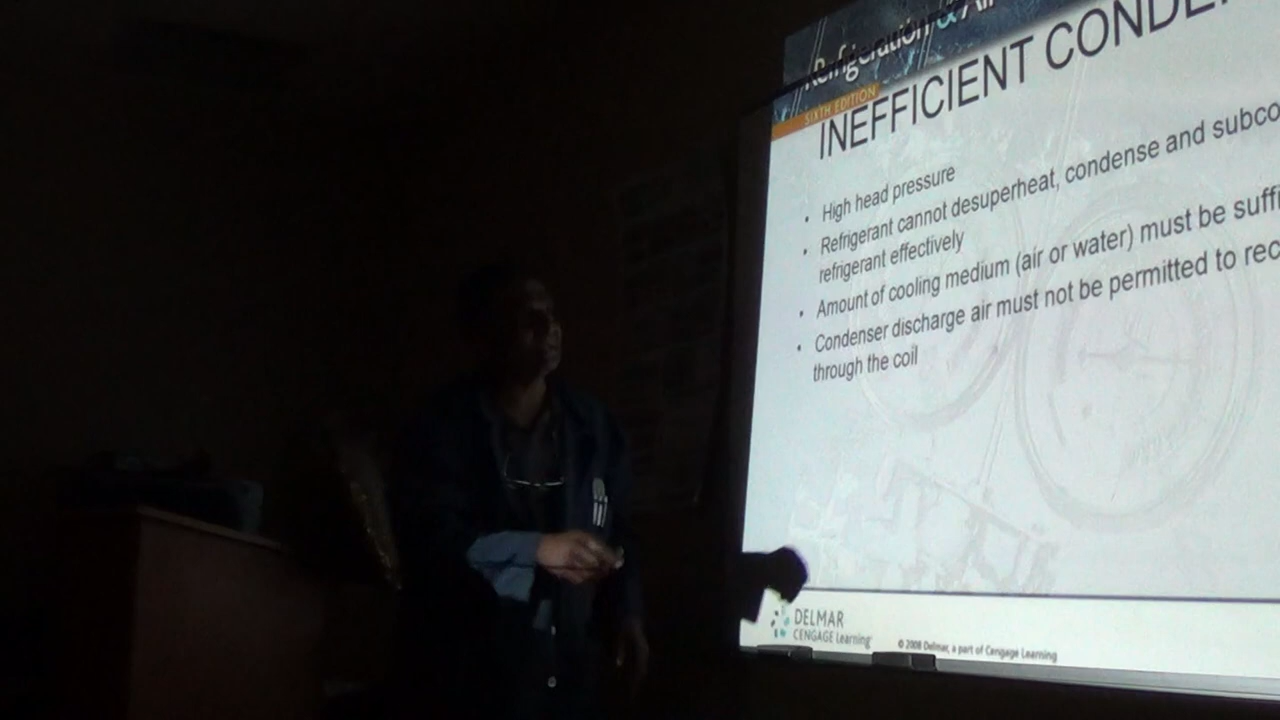 Refrigeration & Air
SIXTH EDITION
INEFFICIENT CONDE
• High head pressure
• Refrigerant cannot desuperheat, condense and subco
refrigerant effectively
• Amount of cooling medium (air or water) must be suffi
• Condenser discharge air must not be permitted to rec
through the coil
DELMAR
CENGAGE Learning
© 2008 Delmar, a part of Cengage Learning